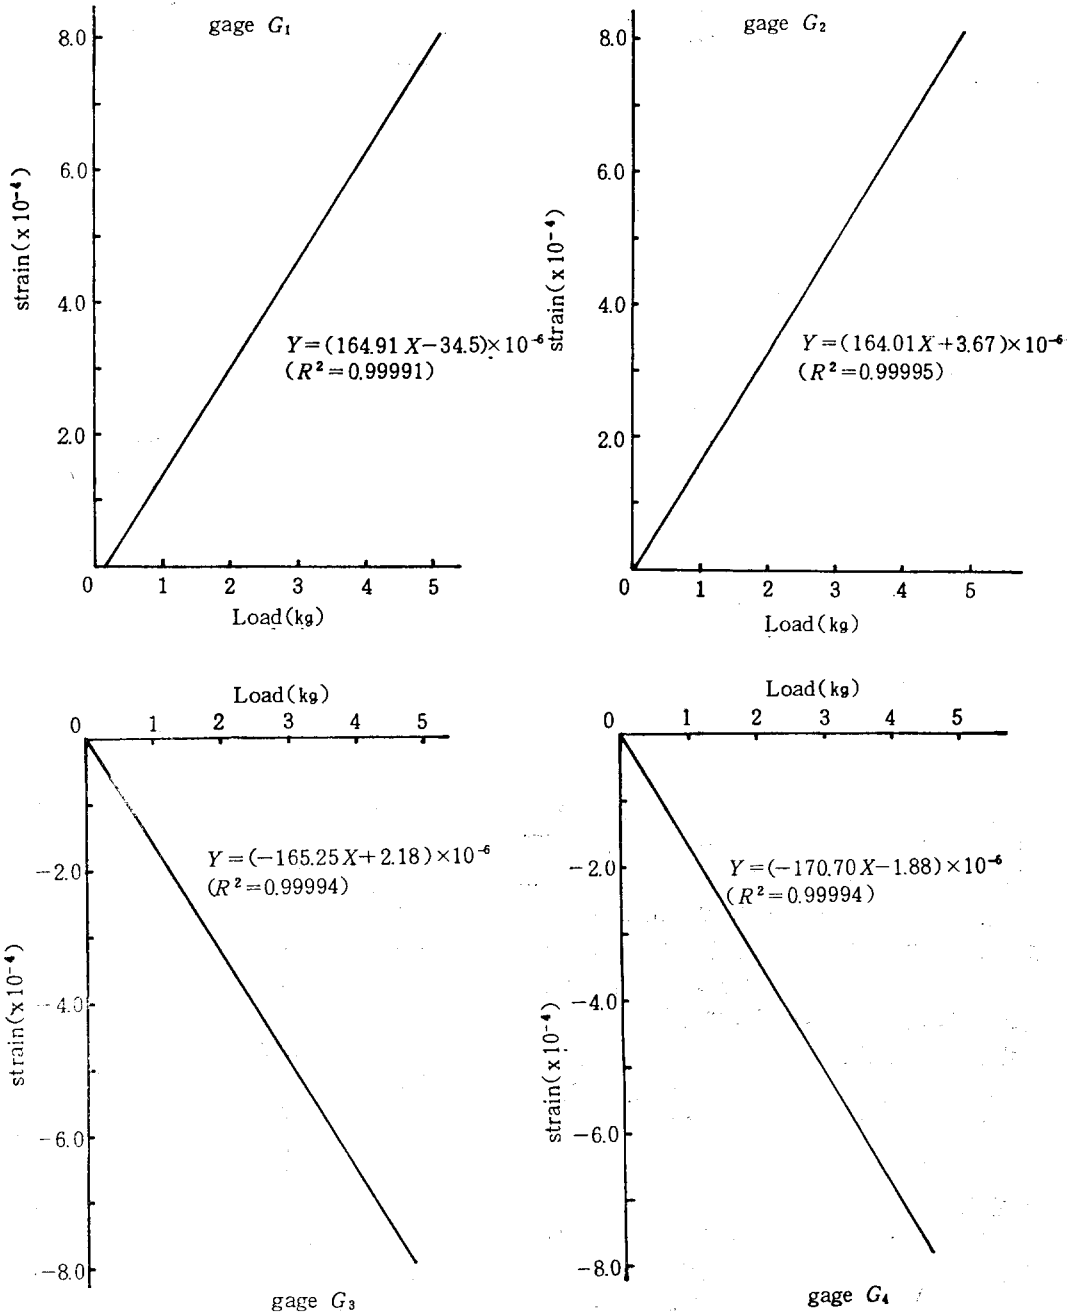 gage G₁
8.0
6.0
4.0
2.0
strain(x 10⁻⁴)
Y=(164.91 X−34.5)×10⁻⁶
(R²=0.99991)
0 1 2 3 4 5
Load(kg)
gage G₂
8.0
6.0
4.0
2.0
strain(x 10⁻⁴)
Y=(164.01X+3.67)×10⁻⁶
(R²=0.99995)
0 1 2 3 4 5
Load(kg)
Load(kg)
0 1 2 3 4 5
−2.0
−4.0
−6.0
−8.0
strain(x10⁻⁴)
Y=(−165.25X+2.18)×10⁻⁶
(R²=0.99994)
gage G₃
Load(kg)
0 1 2 3 4 5
−2.0
−4.0
−6.0
−8.0
strain(x 10⁻⁴)
Y=(−170.70X−1.88)×10⁻⁶
(R²=0.99994)
gage G₄